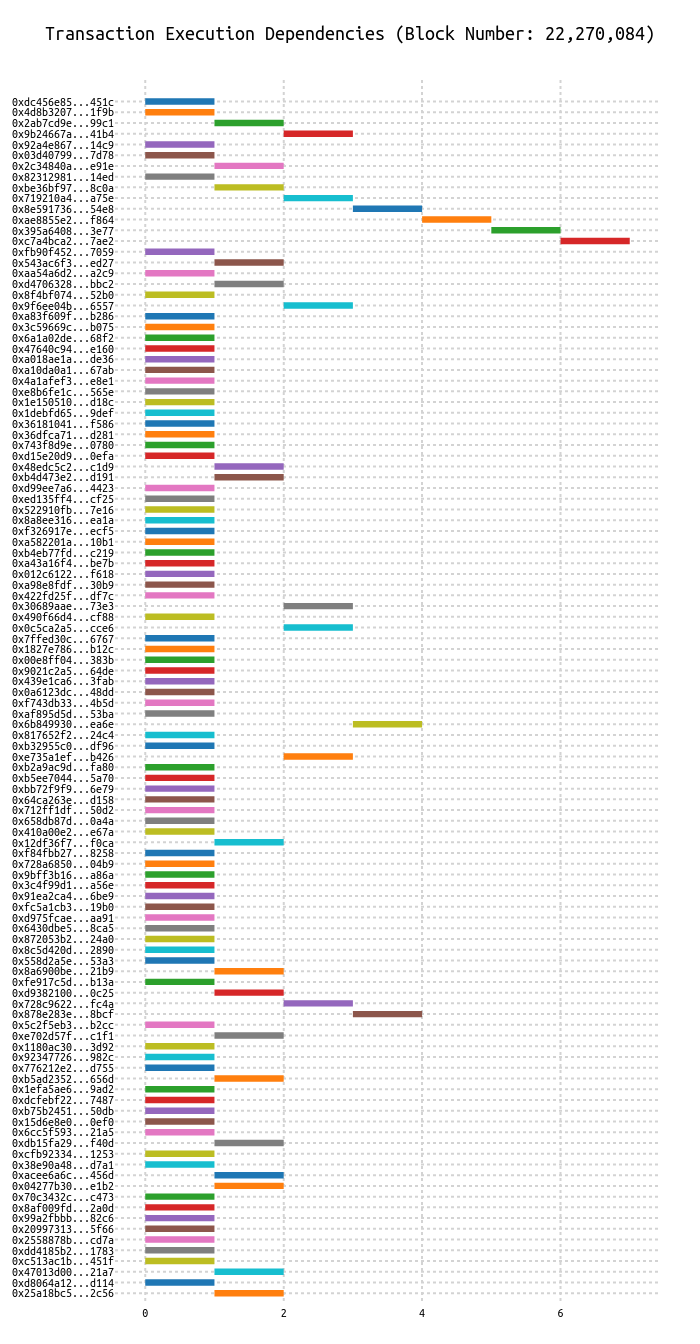 Transaction Execution Dependencies (Block Number: 22,270,084)
0xdc456e85...451c
0x4d8b3207...1f9b
0x2ab7cd9e...99c1
0x9b24667a...41b4
0x92a4e867...14c9
0x03d40799...7d78
0x2c34840a...e91e
0x82312981...14ed
0xbe36bf97...8c0a
0x719210a4...a75e
0x8e591736...54e8
0xae8855e2...f864
0x395a6408...3e77
0xc7a4bca2...7ae2
0xfb90f452...7059
0x543ac6f3...ed27
0xaa54a6d2...a2c9
0xd4706328...bbc2
0x8f4bf074...52b0
0x9f6ee04b...6557
0xa83f609f...b286
0x3c59669c...b075
0x6a1a02de...68f2
0x47640c94...e160
0xa018ae1a...de36
0xa10da0a1...67ab
0x4a1afef3...e8e1
0xe8b6fe1c...565e
0x1e150510...d18c
0x1debfd65...9def
0x36181041...f586
0x36dfca71...d281
0x743f8d9e...0780
0xd15e20d9...0efa
0x48edc5c2...c1d9
0xb4d473e2...d191
0xd99ee7a6...4423
0xed135ff4...cf25
0x522910fb...7e16
0x8a8ee316...ea1a
0xf326917e...ecf5
0xa582201a...10b1
0xb4eb77fd...c219
0xa43a16f4...be7b
0x012c6122...f618
0xa98e8fdf...30b9
0x422fd25f...df7c
0x30689aae...73e3
0x490f66d4...cf88
0x0c5ca2a5...cce6
0x7ffed30c...6767
0x1827e786...b12c
0x00e8ff04...383b
0x9021c2a5...64de
0x439e1ca6...3fab
0x0a6123dc...48dd
0xf743db33...4b5d
0xaf895d5d...53ba
0x6b849930...ea6e
0x817652f2...24c4
0xb32955c0...df96
0xe735a1ef...b426
0xb2a9ac9d...fa80
0xb5ee7044...5a70
0xbb72f9f9...6e79
0x64ca263e...d158
0x712ff1df...50d2
0x658db87d...0a4a
0x410a00e2...e67a
0x12df36f7...f0ca
0xf84fbb27...8258
0x728a6850...04b9
0x9bff3b16...a86a
0x3c4f99d1...a56e
0x91ea2ca4...6be9
0xfc5a1cb3...19b0
0xd975fcae...aa91
0x6430dbe5...8ca5
0x872053b2...24a0
0x8c5d420d...2890
0x558d2a5e...53a3
0x8a6900be...21b9
0xfe917c5d...b13a
0xd9382100...0c25
0x728c9622...fc4a
0x878e283e...8bcf
0x5c2f5eb3...b2cc
0xe702d57f...c1f1
0x1180ac30...3d92
0x92347726...982c
0x776212e2...d755
0xb5ad2352...656d
0x1efa5ae6...9ad2
0xdcfebf22...7487
0xb75b2451...50db
0x15d6e8e0...0ef0
0x6cc5f593...21a5
0xdb15fa29...f40d
0xcfb92334...1253
0x38e90a48...d7a1
0xacee6a6c...456d
0x04277b30...e1b2
0x70c3432c...c473
0x8af009fd...2a0d
0x99a2fbbb...82c6
0x20997313...5f66
0x2558878b...cd7a
0xdd4185b2...1783
0xc513ac1b...451f
0x47013d00...21a7
0xd8064a12...d114
0x25a18bc5...2c56
0 2 4 6